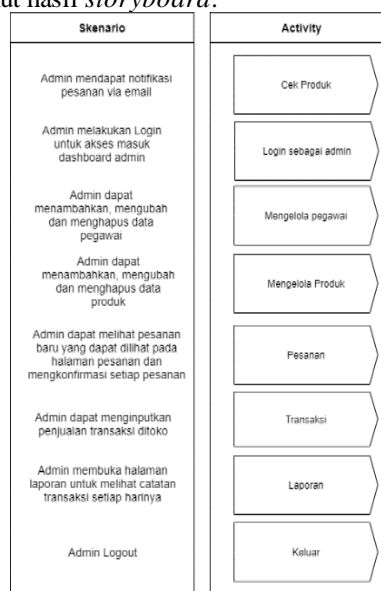 ut hasil storyboard:
Skenario
Activity
Admin mendapat notifikasi
pesanan via email
Cek Produk
Admin melakukan Login
untuk akses masuk
dashboard admin
Login sebagai admin
Admin dapat
menambahkan, mengubah
dan menghapus data
pegawai
Mengelola pegawai
Admin dapat
menambahkan, mengubah
dan menghapus data
produk
Mengelola Produk
Admin dapat melihat pesanan
baru yang dapat dilihat pada
halaman pesanan dan
mengkonfirmasi setiap pesanan
Pesanan
Admin dapat menginputkan
penjualan transaksi ditoko
Transaksi
Admin membuka halaman
laporan untuk melihat catatan
transaksi setiap harinya
Laporan
Admin Logout
Keluar